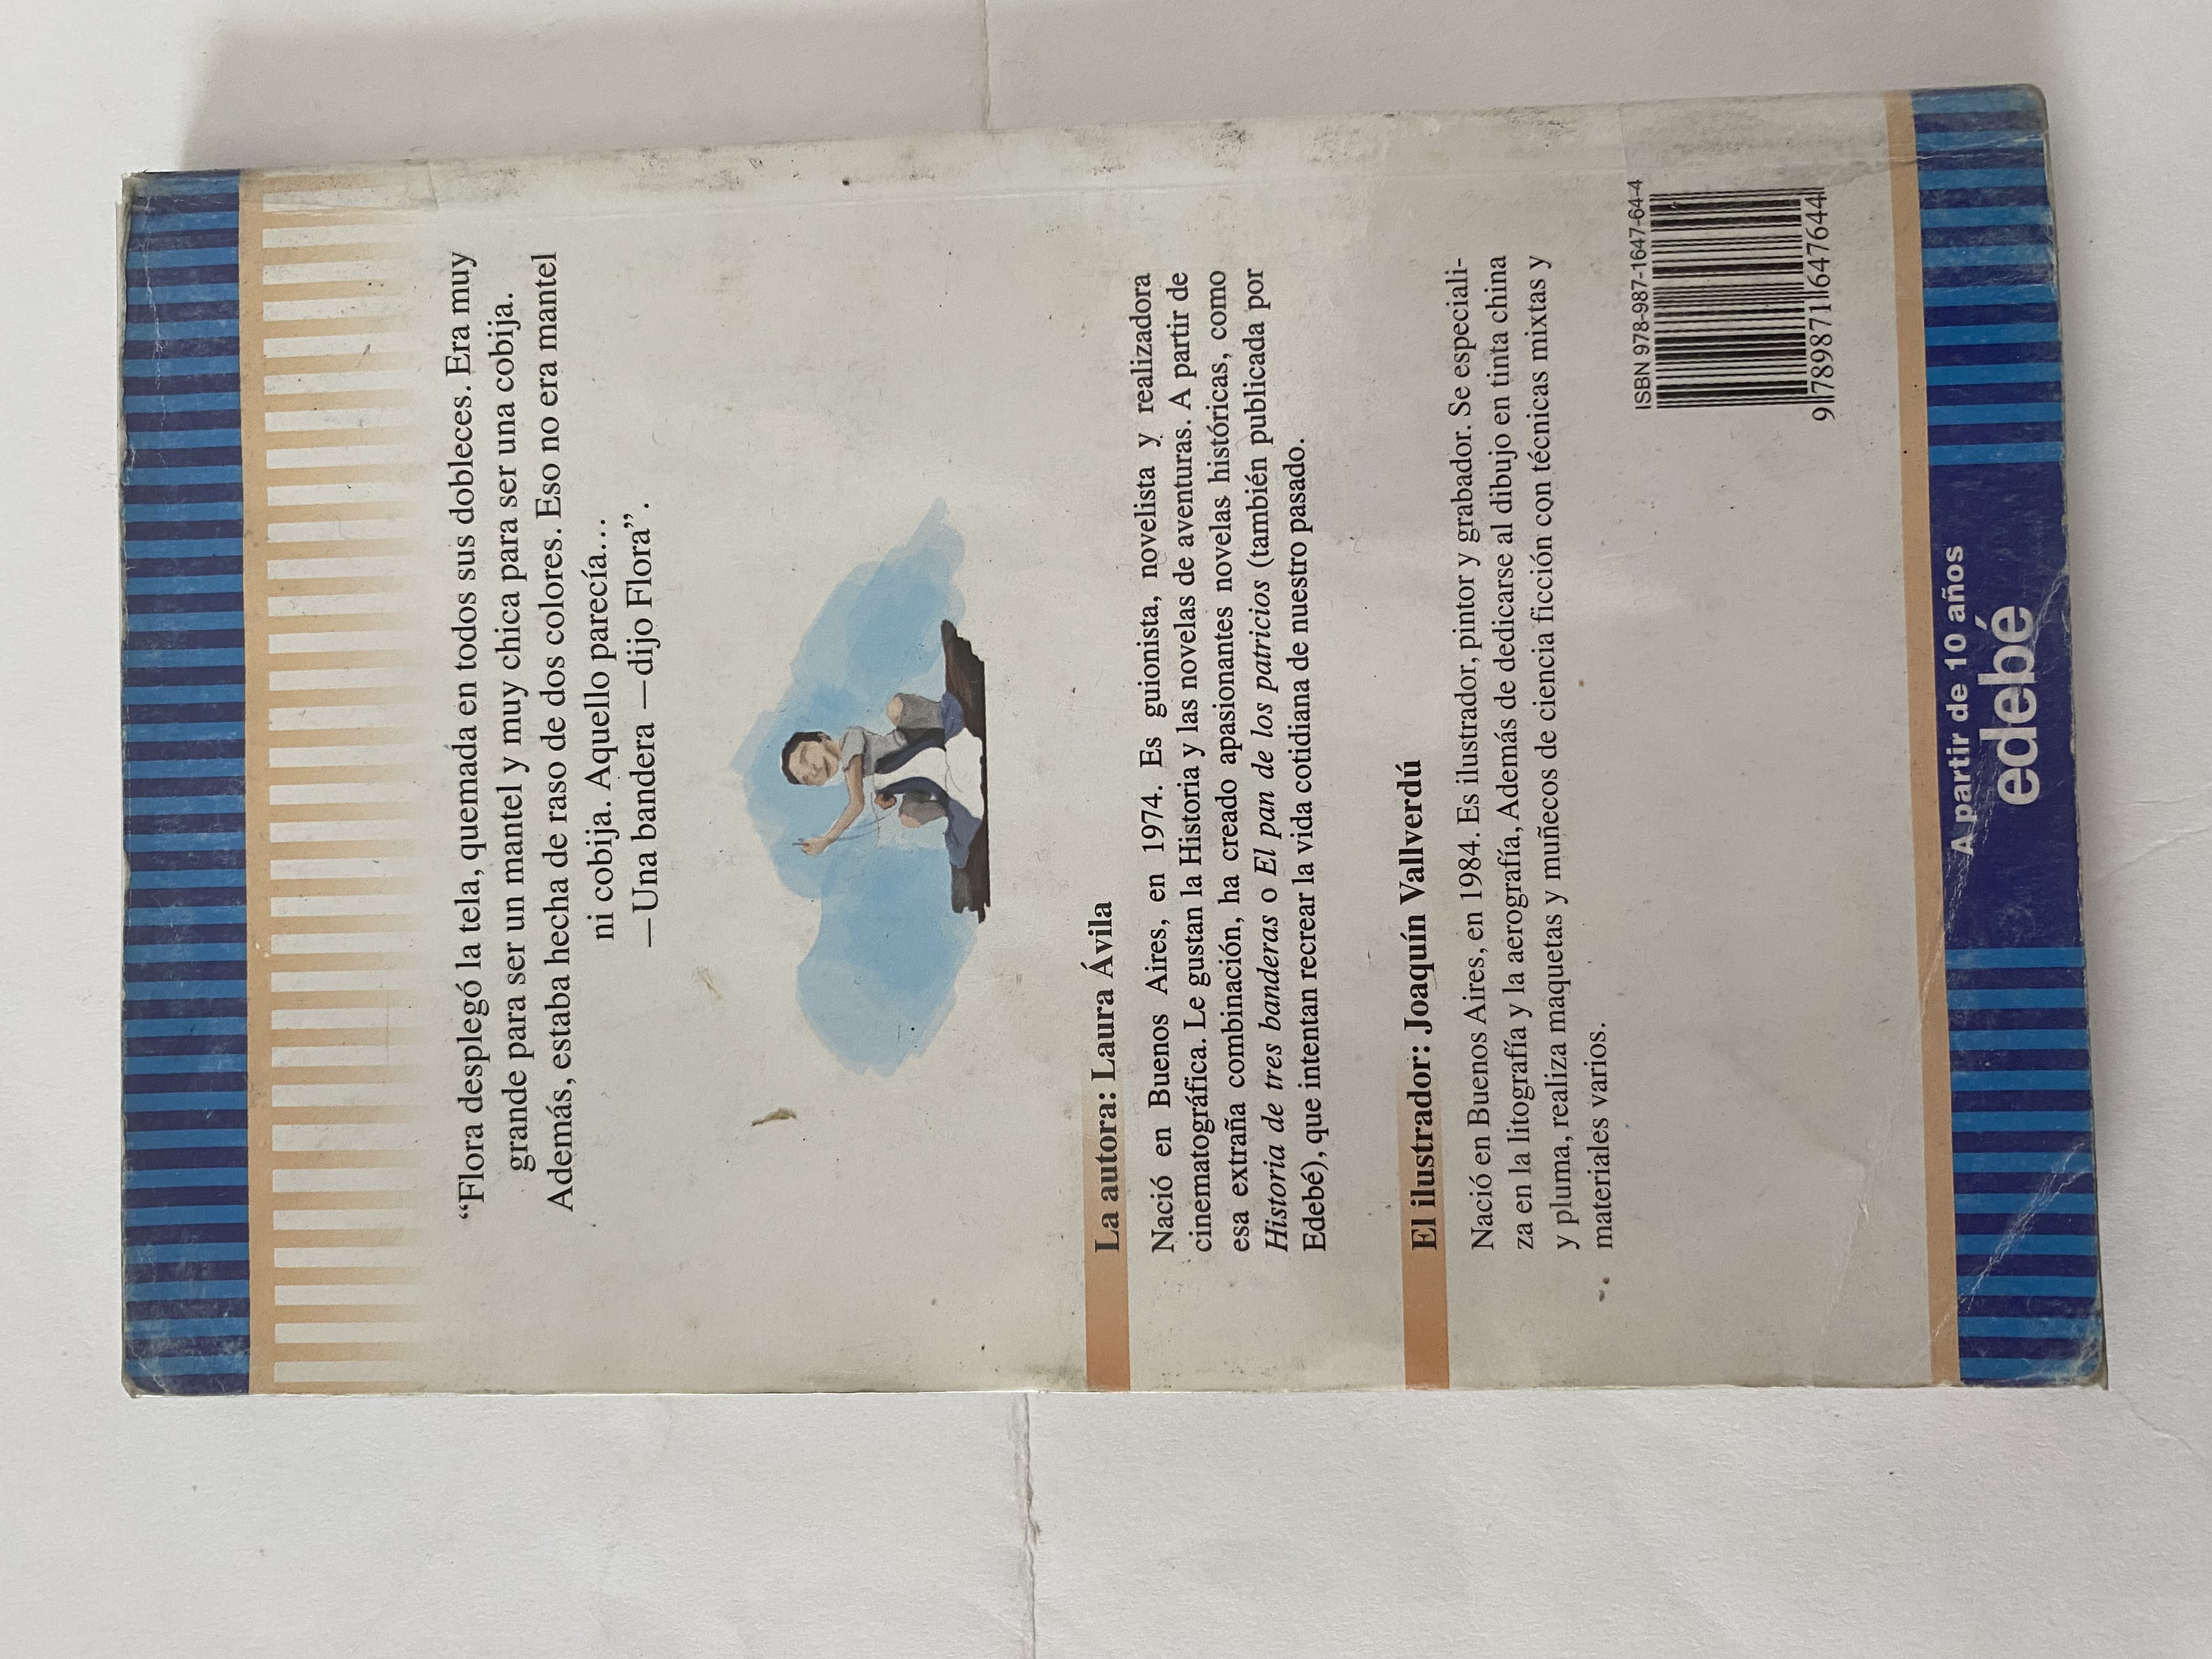 “Flora desplegó la tela, quemada en todos sus dobleces. Era muy
grande para ser un mantel y muy chica para ser una cobija.
Además, estaba hecha de raso de dos colores. Eso no era mantel
ni cobija. Aquello parecía…
—Una bandera —dijo Flora”.
La autora: Laura Ávila
Nació en Buenos Aires, en 1974. Es guionista, novelista y realizadora
cinematográfica. Le gustan la Historia y las novelas de aventuras. A partir de
esa extraña combinación, ha creado apasionantes novelas históricas, como
Historia de tres banderas o El pan de los patricios (también publicada por
Edebé), que intentan recrear la vida cotidiana de nuestro pasado.
El ilustrador: Joaquín Vallverdú
Nació en Buenos Aires, en 1984. Es ilustrador, pintor y grabador. Se especiali-
za en la litografía y la aerografía, Además de dedicarse al dibujo en tinta china
y pluma, realiza maquetas y muñecos de ciencia ficción con técnicas mixtas y
materiales varios.
ISBN 978-987-1647-64-4
9 789871 647644
A partir de 10 años
edebé